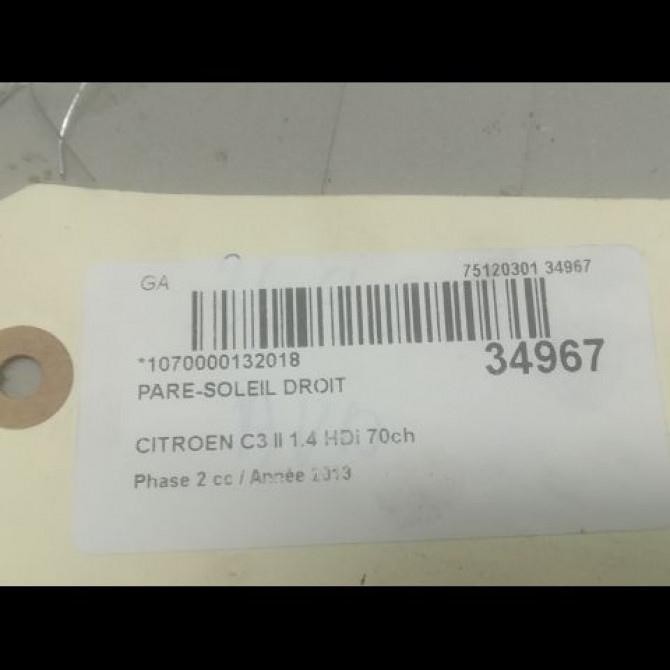 GA
75120301 34967
*1070000132018
34967
PARE-SOLEIL DROIT
CITROEN C3 II 1.4 HDi 70ch
Phase 2 cc / Année 2013